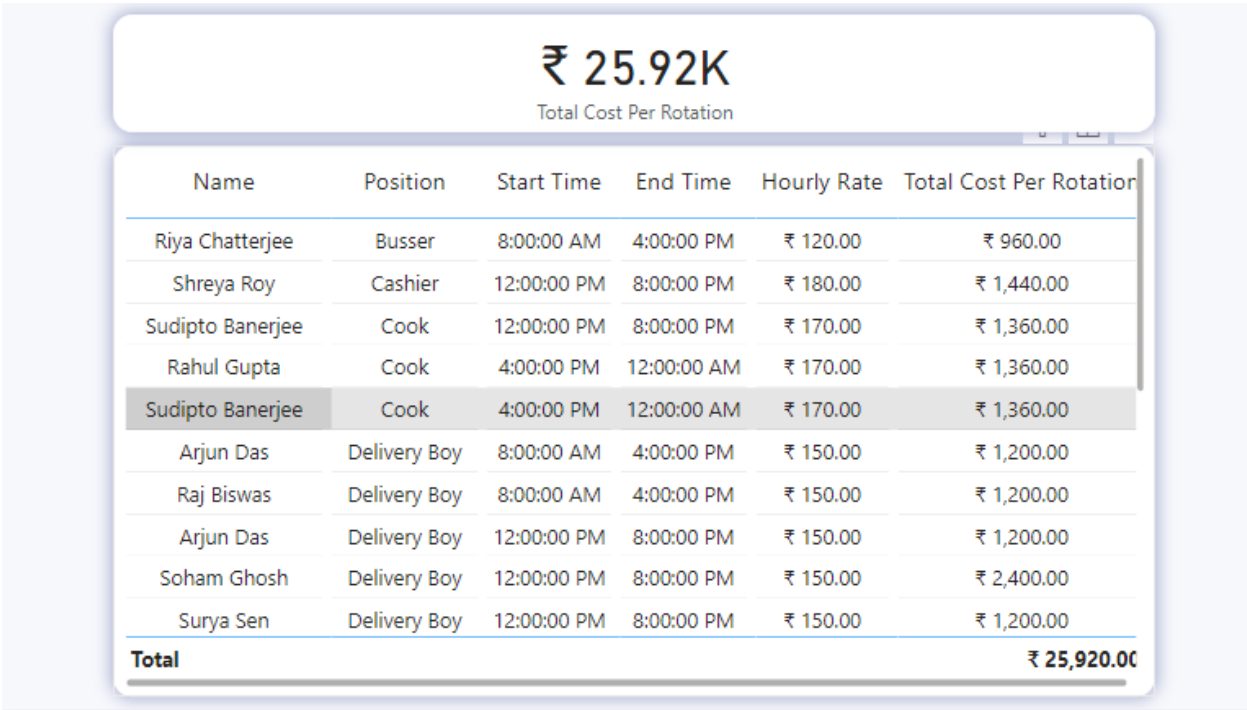 ₹ 25.92K
Total Cost Per Rotation
Name Position Start Time End Time Hourly Rate Total Cost Per Rotation
Riya Chatterjee Busser 8:00:00 AM 4:00:00 PM ₹ 120.00 ₹ 960.00
Shreya Roy Cashier 12:00:00 PM 8:00:00 PM ₹ 180.00 ₹ 1,440.00
Sudipto Banerjee Cook 12:00:00 PM 8:00:00 PM ₹ 170.00 ₹ 1,360.00
Rahul Gupta Cook 4:00:00 PM 12:00:00 AM ₹ 170.00 ₹ 1,360.00
Sudipto Banerjee Cook 4:00:00 PM 12:00:00 AM ₹ 170.00 ₹ 1,360.00
Arjun Das Delivery Boy 8:00:00 AM 4:00:00 PM ₹ 150.00 ₹ 1,200.00
Raj Biswas Delivery Boy 8:00:00 AM 4:00:00 PM ₹ 150.00 ₹ 1,200.00
Arjun Das Delivery Boy 12:00:00 PM 8:00:00 PM ₹ 150.00 ₹ 1,200.00
Soham Ghosh Delivery Boy 12:00:00 PM 8:00:00 PM ₹ 150.00 ₹ 2,400.00
Surya Sen Delivery Boy 12:00:00 PM 8:00:00 PM ₹ 150.00 ₹ 1,200.00
Total ₹ 25,920.00